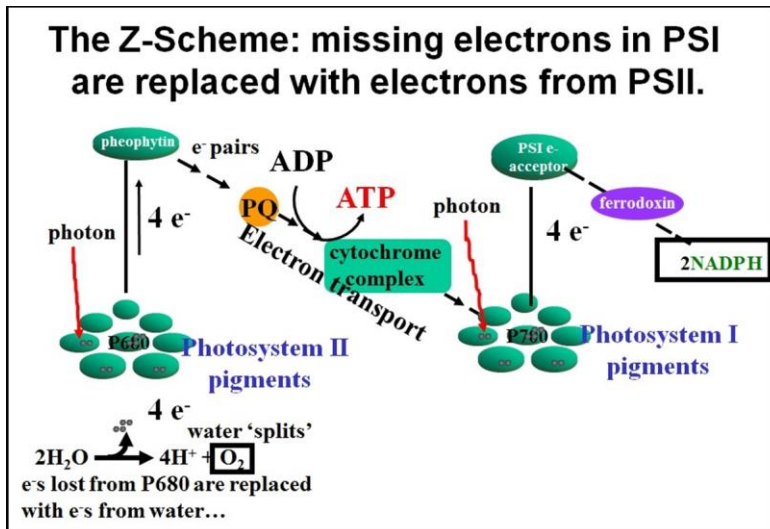 The Z-Scheme: missing electrons in PSI
are replaced with electrons from PSII.
pheophytin
e⁻ pairs
ADP
ATP
PQ
4 e⁻
photon
Electron transport
cytochrome
complex
P680
Photosystem II
pigments
PSI e-
acceptor
ferrodoxin
photon
4 e⁻
2NADPH
P700
Photosystem I
pigments
4 e⁻
water ‘splits’
2H₂O 4H⁺ + O₂
e⁻s lost from P680 are replaced
with e⁻s from water…